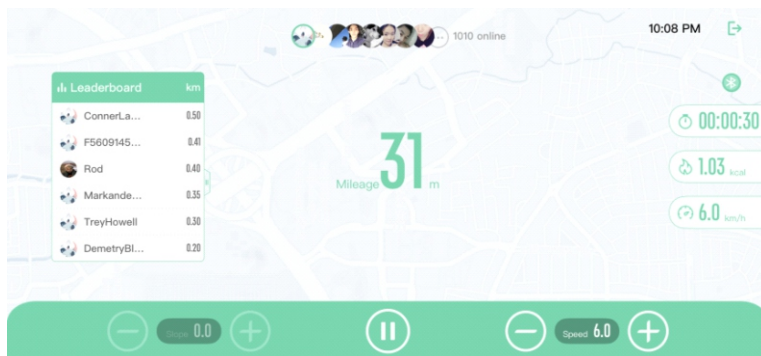 1010 online
10:08 PM
Leaderboard km
ConnerLa... 0.50
F5609145... 0.41
Rod 0.40
Markande... 0.35
TreyHowell 0.30
DemetryBl... 0.20
Mileage 31 m
00:00:30
1.03 kcal
6.0 km/h
Slope 0.0
Speed 6.0